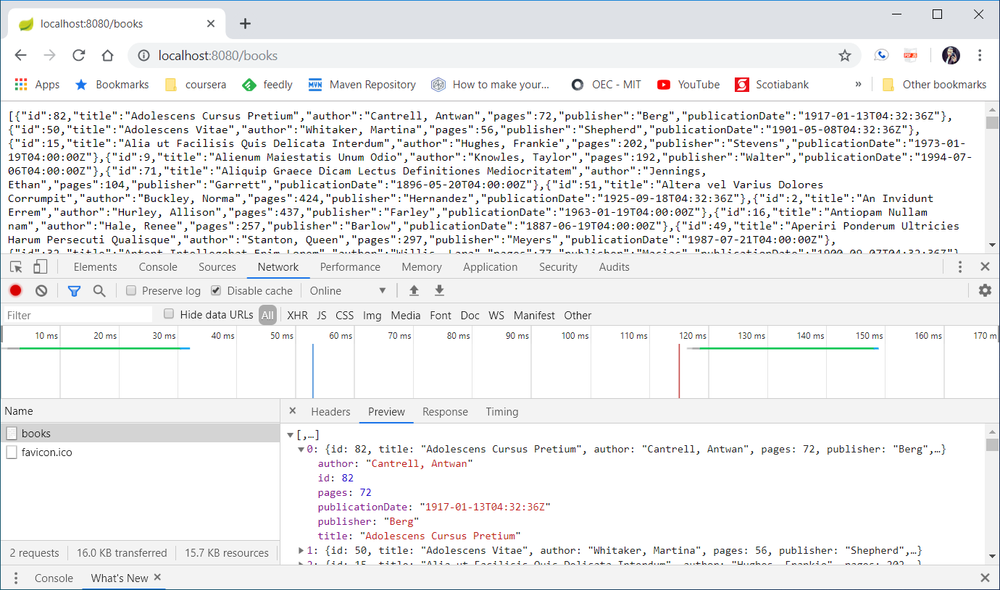 localhost:8080/books
localhost:8080/books
Apps Bookmarks coursera feedly MVN Maven Repository How to make your... OEC - MIT YouTube Scotiabank » Other bookmarks
[{"id":82,"title":"Adolescens Cursus Pretium","author":"Cantrell, Antwan","pages":72,"publisher":"Berg","publicationDate":"1917-01-13T04:32:36Z"},
{"id":50,"title":"Adolescens Vitae","author":"Whitaker, Martina","pages":56,"publisher":"Shepherd","publicationDate":"1901-05-08T04:32:36Z"},
{"id":15,"title":"Alia ut Facilisis Quis Delicata Interdum","author":"Hughes, Frankie","pages":202,"publisher":"Stevens","publicationDate":"1973-01-
19T04:00:00Z"},{"id":9,"title":"Alienum Maiestatis Unum Odio","author":"Knowles, Taylor","pages":192,"publisher":"Walter","publicationDate":"1994-07-
06T04:00:00Z"},{"id":71,"title":"Aliquip Graece Dicam Lectus Definitiones Mediocritatem","author":"Jennings,
Ethan","pages":104,"publisher":"Garrett","publicationDate":"1896-05-20T04:00:00Z"},{"id":51,"title":"Altera vel Varius Dolores
Corrumpit","author":"Buckley, Norma","pages":424,"publisher":"Hernandez","publicationDate":"1925-09-18T04:32:36Z"},{"id":2,"title":"An Invidunt
Errem","author":"Hurley, Allison","pages":437,"publisher":"Farley","publicationDate":"1963-01-19T04:00:00Z"},{"id":16,"title":"Antiopam Nullam
nam","author":"Hale, Renee","pages":257,"publisher":"Barlow","publicationDate":"1887-06-19T04:00:00Z"},{"id":49,"title":"Aperiri Ponderum Ultricies
Harum Persecuti Qualisque","author":"Stanton, Queen","pages":297,"publisher":"Meyers","publicationDate":"1987-07-21T04:00:00Z"},
Elements Console Sources Network Performance Memory Application Security Audits
Preserve log Disable cache Online
Filter Hide data URLs All XHR JS CSS Img Media Font Doc WS Manifest Other
10 ms 20 ms 30 ms 40 ms 50 ms 60 ms 70 ms 80 ms 90 ms 100 ms 110 ms 120 ms 130 ms 140 ms 150 ms 160 ms 170 m
Name
Headers Preview Response Timing
books
favicon.ico
[,…]
0: {id: 82, title: "Adolescens Cursus Pretium", author: "Cantrell, Antwan", pages: 72, publisher: "Berg",…}
author: "Cantrell, Antwan"
id: 82
pages: 72
publicationDate: "1917-01-13T04:32:36Z"
publisher: "Berg"
title: "Adolescens Cursus Pretium"
1: {id: 50, title: "Adolescens Vitae", author: "Whitaker, Martina", pages: 56, publisher: "Shepherd",…}
2 requests 16.0 KB transferred 15.7 KB resources
Console What's New